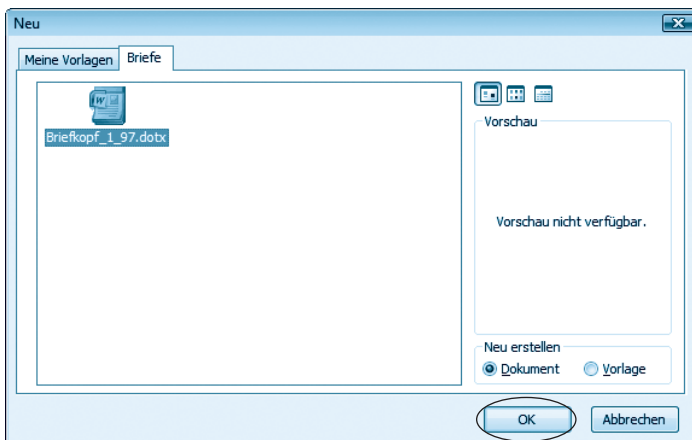 Neu
Meine Vorlagen Briefe
Briefkopf_1_97.dotx
Vorschau
Vorschau nicht verfügbar.
Neu erstellen
Dokument Vorlage
OK Abbrechen